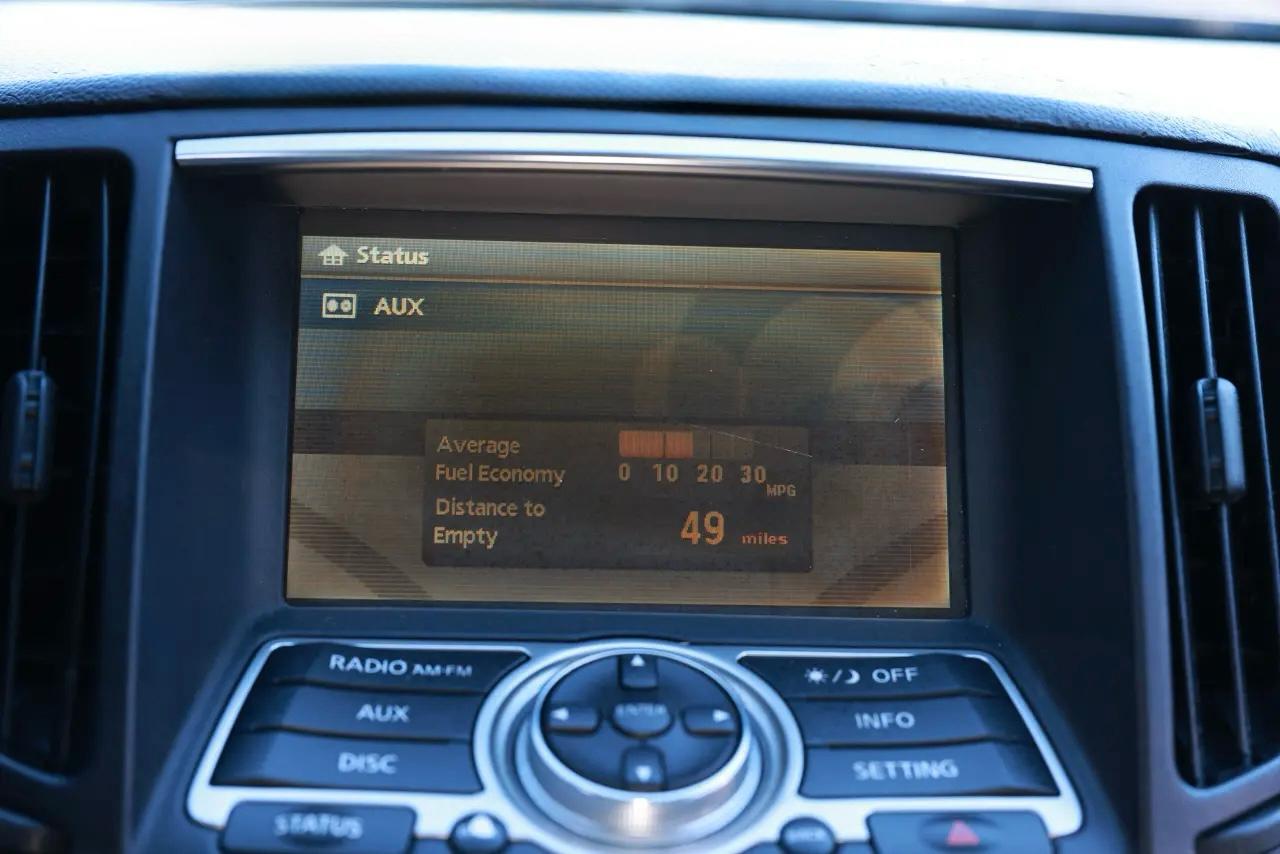 Status
AUX
Average
Fuel Economy
0 10 20 30
MPG
Distance to
Empty
49 miles
RADIO AM·FM
AUX
DISC
STATUS
ENTER
OFF
INFO
SETTING